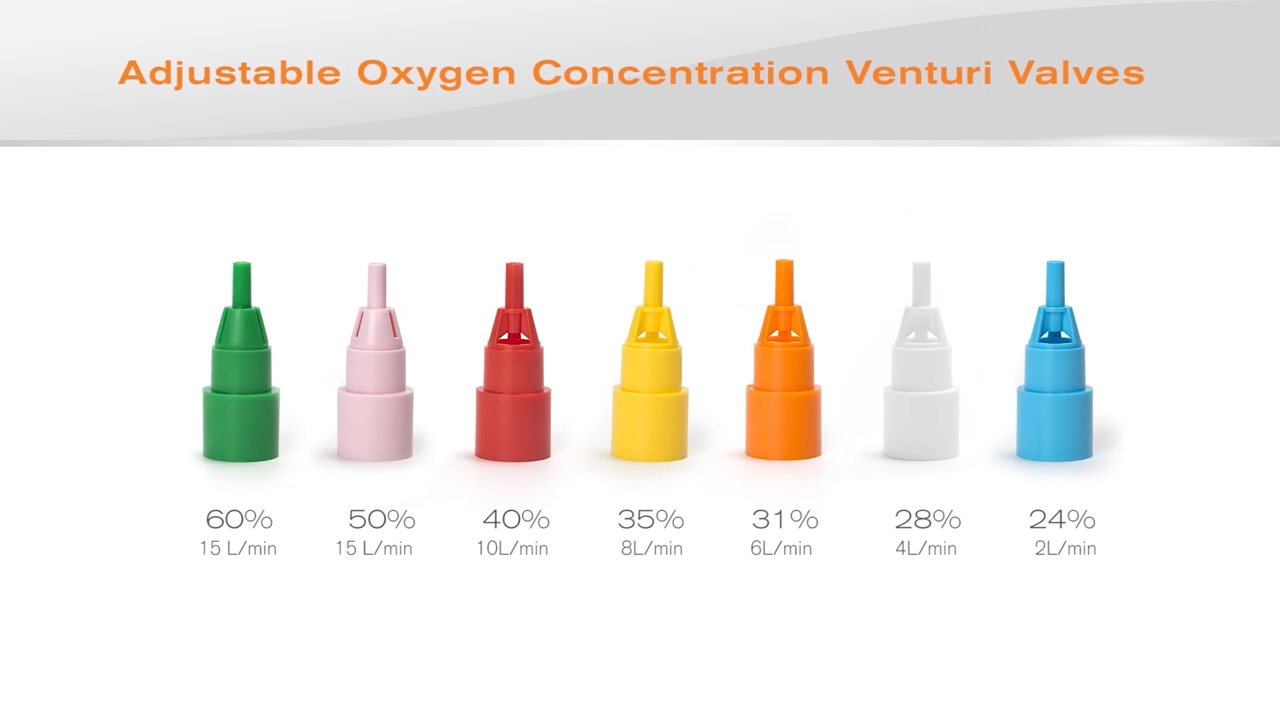 Adjustable Oxygen Concentration Venturi Valves
60% 50% 40% 35% 31% 28% 24%
15 L/min 15 L/min 10L/min 8L/min 6L/min 4L/min 2L/min